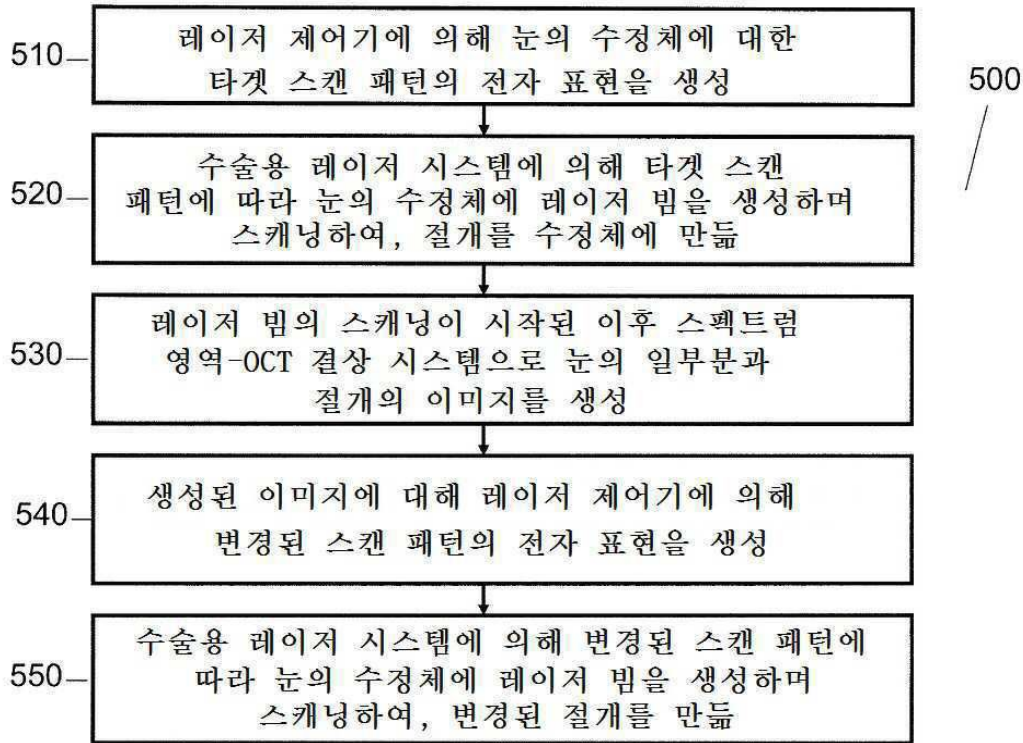 510
레이저 제어기에 의해 눈의 수정체에 대한
타겟 스캔 패턴의 전자 표현을 생성
500
520
수술용 레이저 시스템에 의해 타겟 스캔
패턴에 따라 눈의 수정체에 레이저 빔을 생성하며
스캐닝하여, 절개를 수정체에 만듦
530
레이저 빔의 스캐닝이 시작된 이후 스펙트럼
영역-OCT 결상 시스템으로 눈의 일부분과
절개의 이미지를 생성
540
생성된 이미지에 대해 레이저 제어기에 의해
변경된 스캔 패턴의 전자 표현을 생성
550
수술용 레이저 시스템에 의해 변경된 스캔 패턴에
따라 눈의 수정체에 레이저 빔을 생성하며
스캐닝하여, 변경된 절개를 만듦